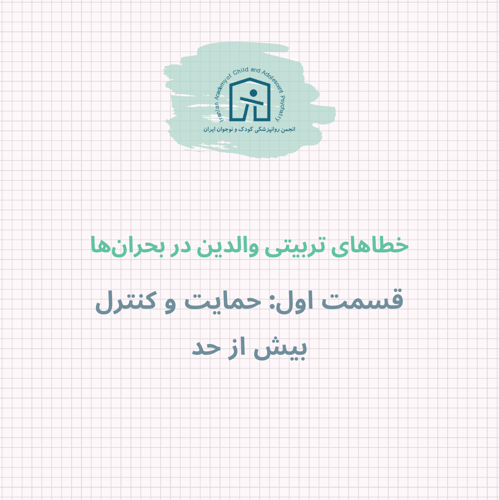 Iranian Academy of Child and Adolescent Psychiatry
انجمن روانپزشکی کودک و نوجوان ایران
خطاهای تربیتی والدین در بحران‌ها
قسمت اول: حمایت و کنترل
بیش از حد